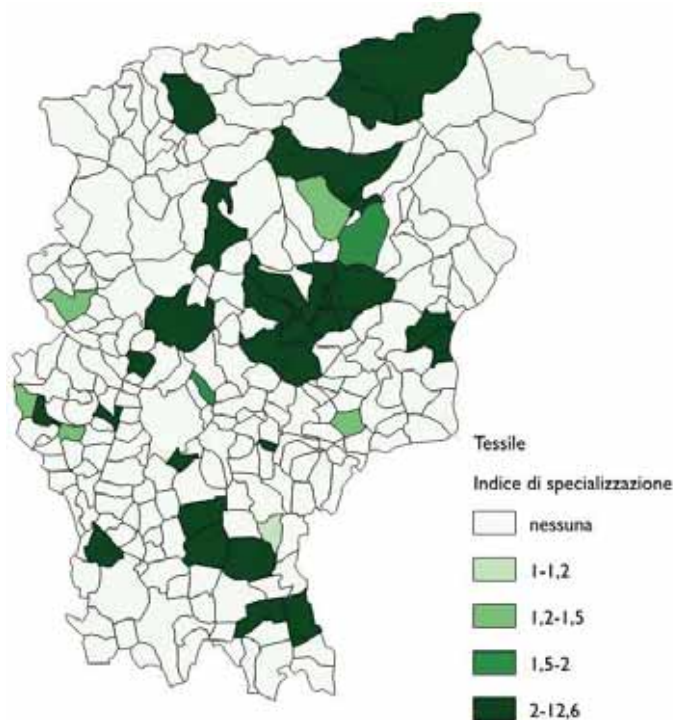 Tessile
Indice di specializzazione
nessuna
1-1,2
1,2-1,5
1,5-2
2-12,6